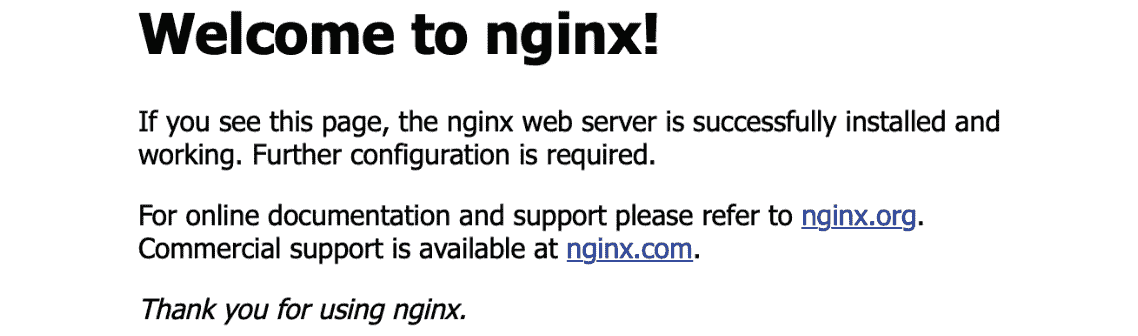 Welcome to nginx!
If you see this page, the nginx web server is successfully installed and
working. Further configuration is required.
For online documentation and support please refer to nginx.org.
Commercial support is available at nginx.com.
Thank you for using nginx.